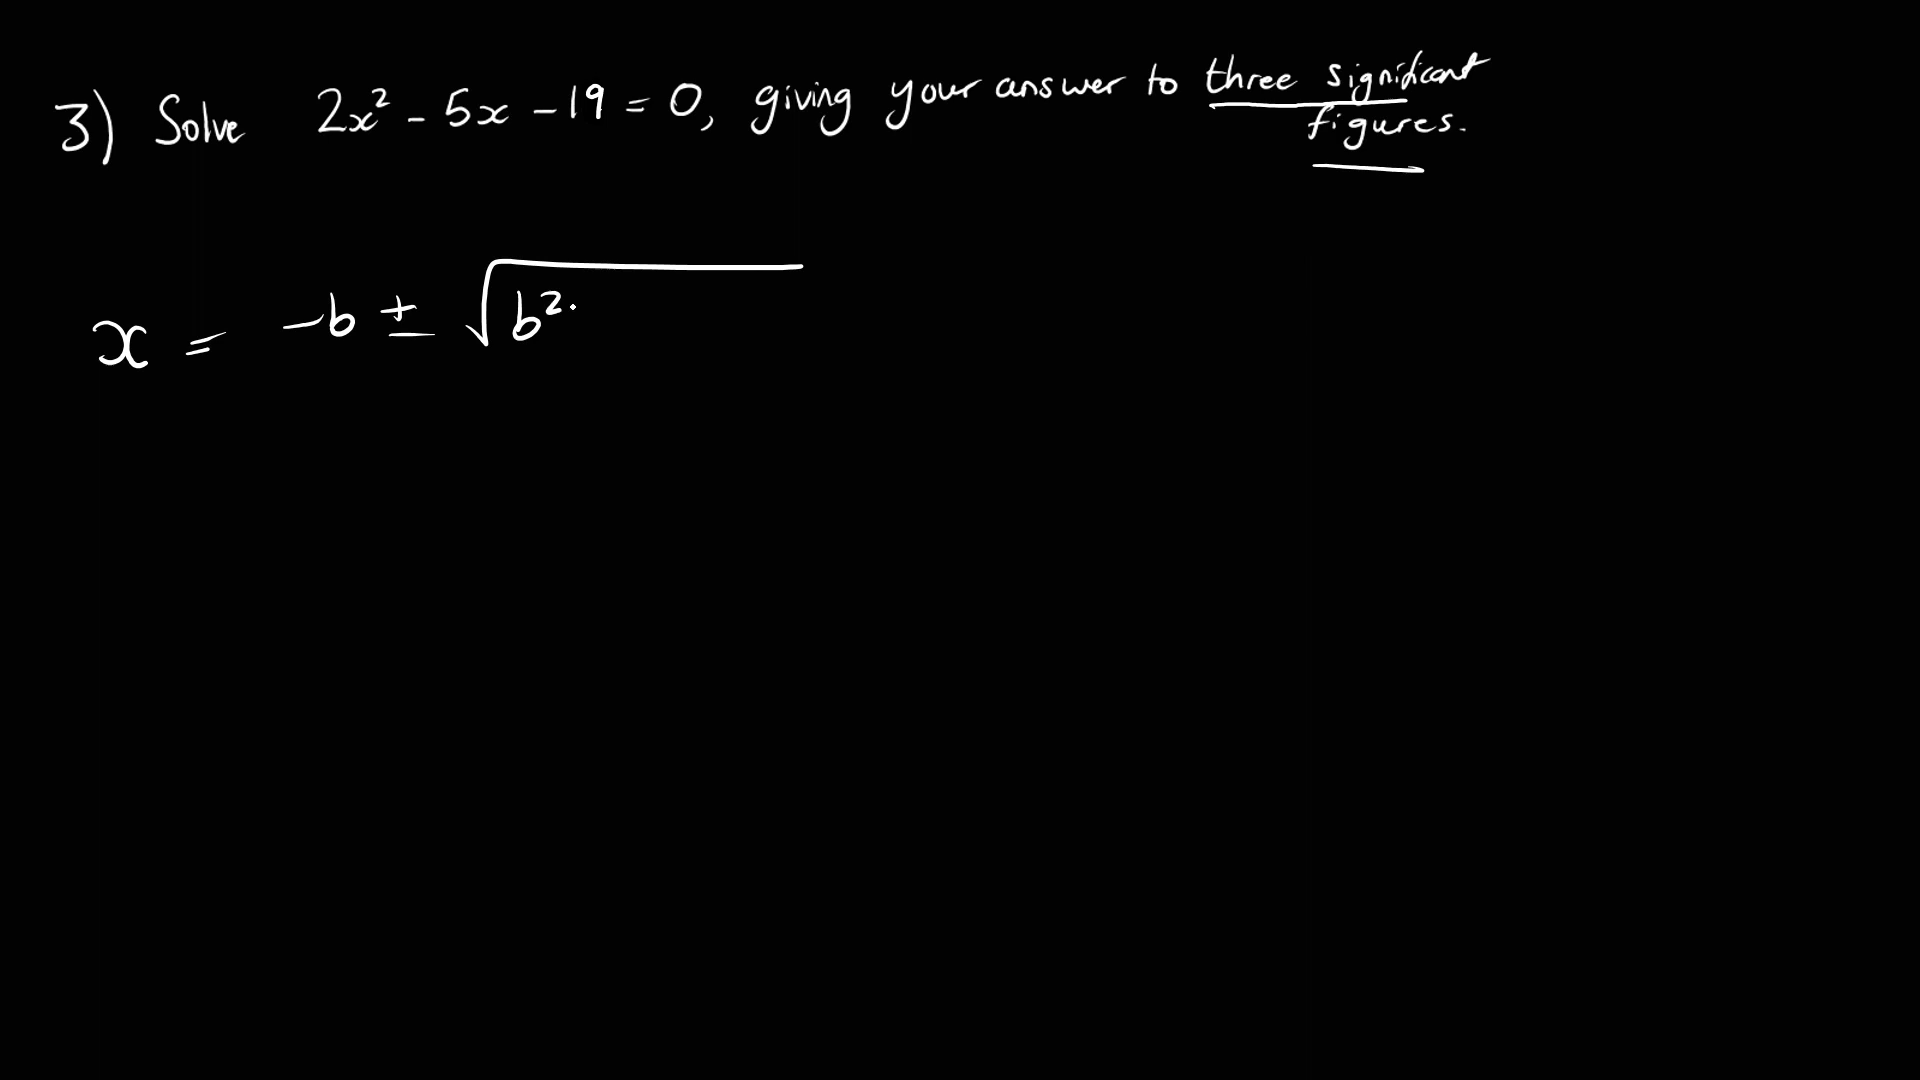 3) Solve 2x² - 5x - 19 = 0, giving your answer to three significant
figures.
x = -b ± √b²